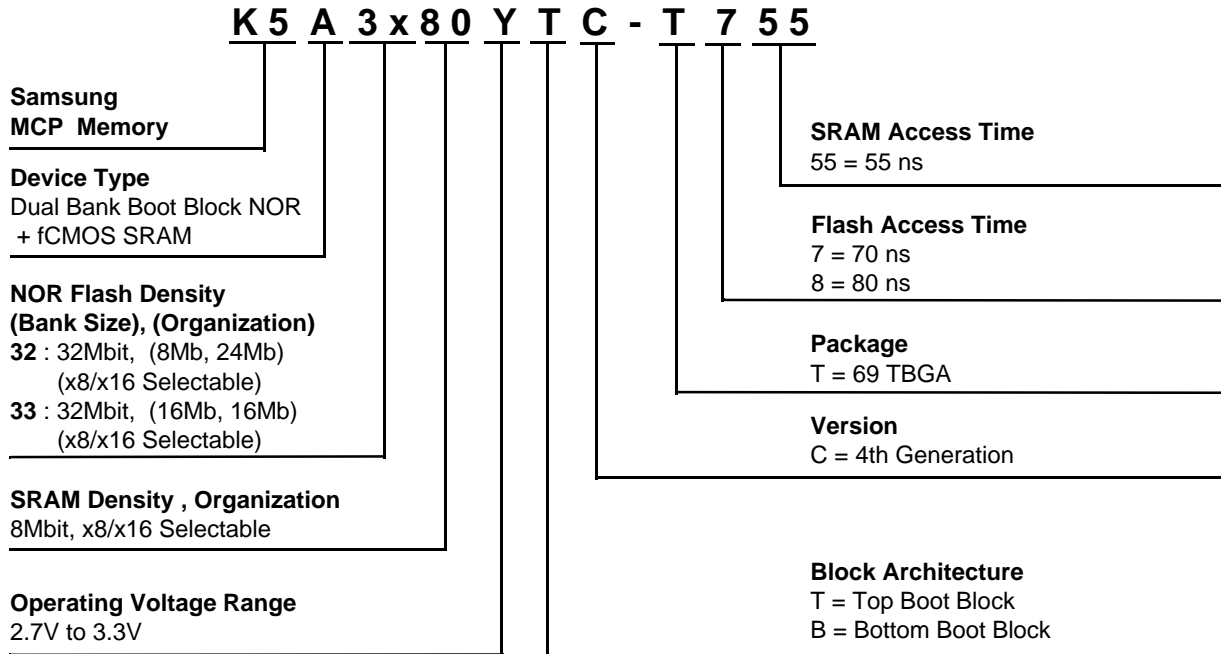 K5 A 3x80 Y T C - T 7 55
Samsung
MCP Memory
Device Type
Dual Bank Boot Block NOR
+ fCMOS SRAM
NOR Flash Density
(Bank Size), (Organization)
32 : 32Mbit, (8Mb, 24Mb)
(x8/x16 Selectable)
33 : 32Mbit, (16Mb, 16Mb)
(x8/x16 Selectable)
SRAM Density , Organization
8Mbit, x8/x16 Selectable
Operating Voltage Range
2.7V to 3.3V
SRAM Access Time
55 = 55 ns
Flash Access Time
7 = 70 ns
8 = 80 ns
Package
T = 69 TBGA
Version
C = 4th Generation
Block Architecture
T = Top Boot Block
B = Bottom Boot Block